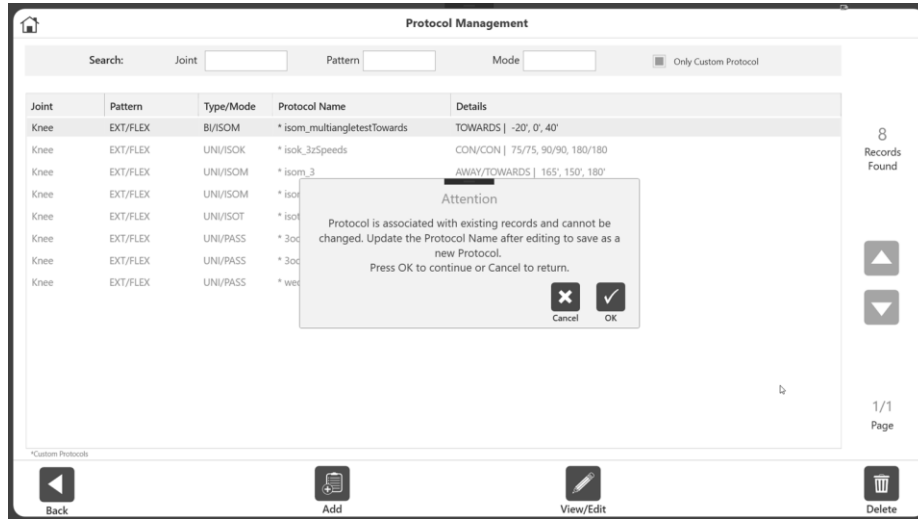 Protocol Management
Search: Joint Pattern Mode Only Custom Protocol
Joint Pattern Type/Mode Protocol Name Details
Knee EXT/FLEX BI/ISOM * isom_multiangletestTowards TOWARDS | -20', 0', 40'
Knee EXT/FLEX UNI/ISOK * isok_3zSpeeds CON/CON | 75/75, 90/90, 180/180
Knee EXT/FLEX UNI/ISOM * isom_3 AWAY/TOWARDS | 165', 150', 180'
Knee EXT/FLEX UNI/ISOM * isor
Knee EXT/FLEX UNI/ISOT * isot
Knee EXT/FLEX UNI/PASS * 3oc
Knee EXT/FLEX UNI/PASS * 3oc
Knee EXT/FLEX UNI/PASS * wec
Attention
Protocol is associated with existing records and cannot be
changed. Update the Protocol Name after editing to save as a
new Protocol.
Press OK to continue or Cancel to return.
Cancel OK
8
Records
Found
1/1
Page
*Custom Protocols
Back Add View/Edit Delete